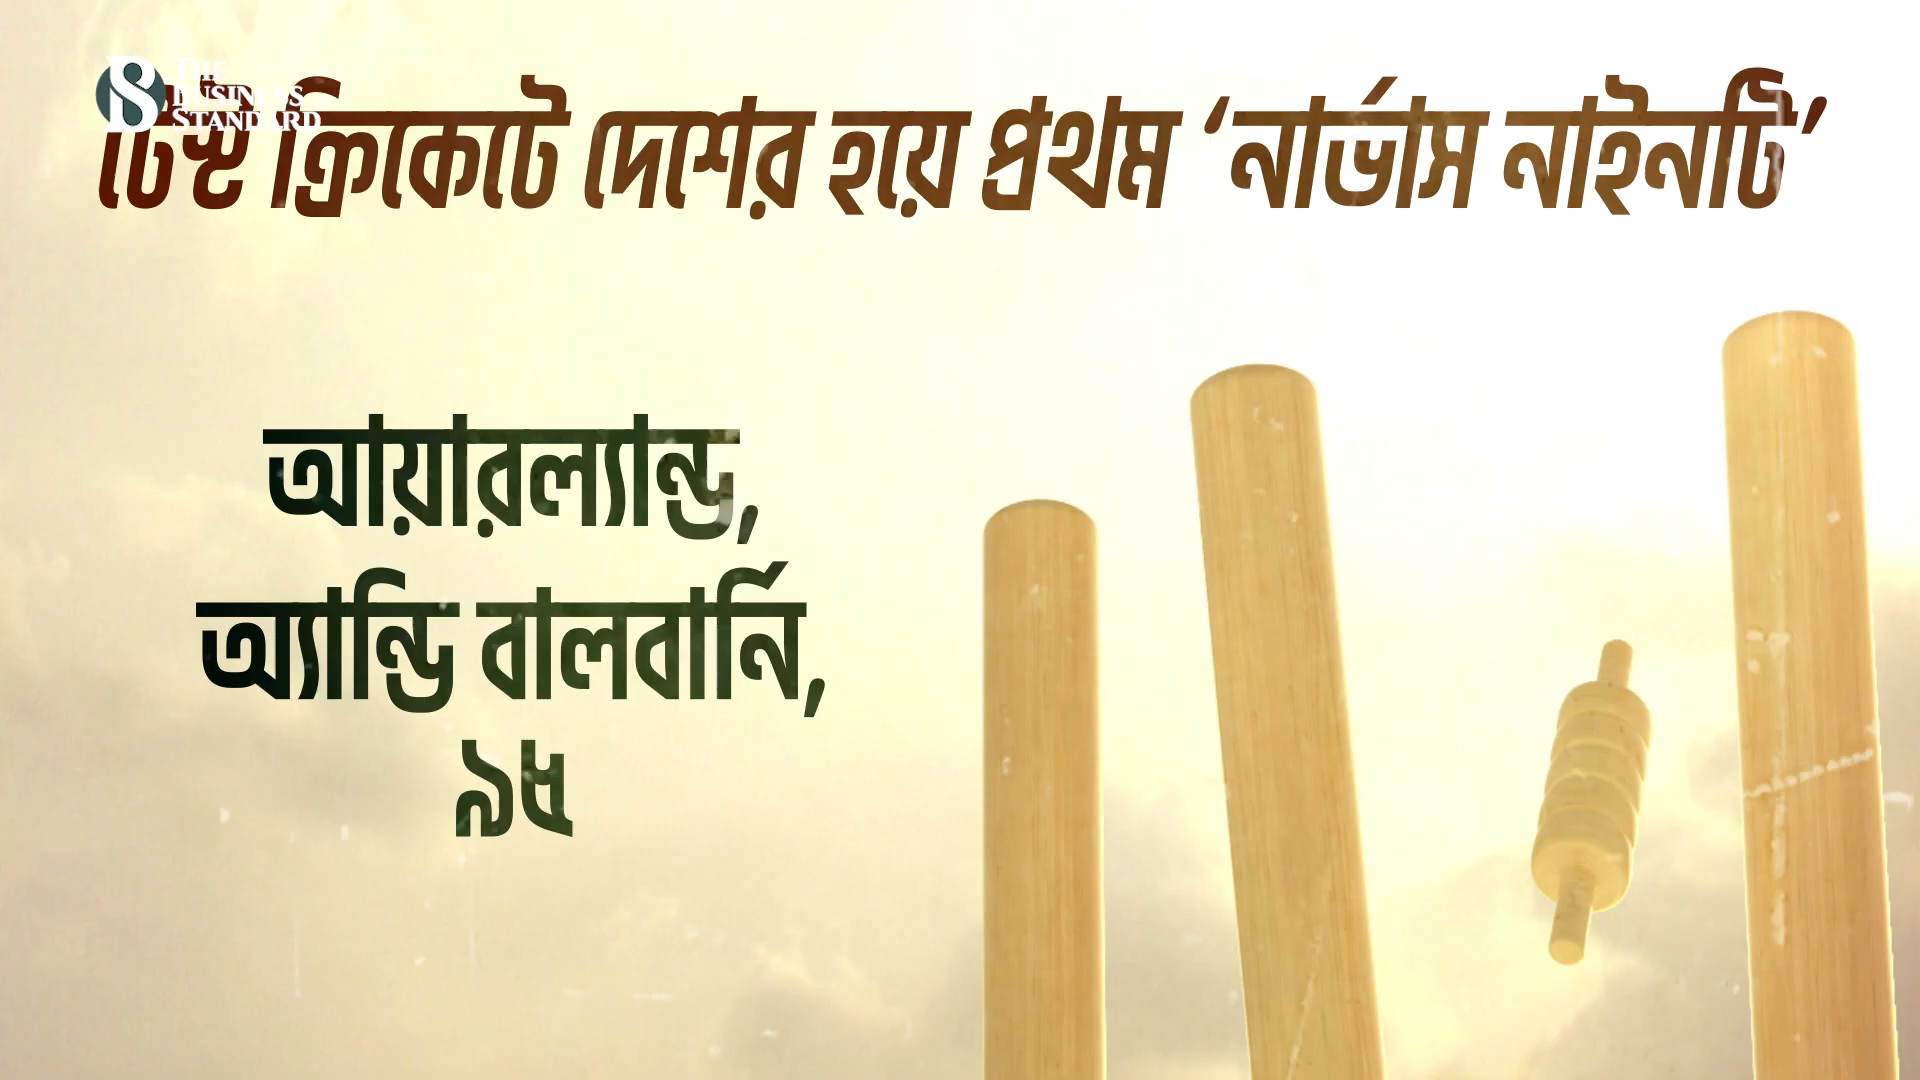 THE
BUSINESS
STANDARD
টেস্ট ক্রিকেটে দেশের হয়ে প্রথম ‘নার্ভাস নাইনটি’
আয়ারল্যান্ড,
অ্যান্ডি বালবার্নি,
৯৫